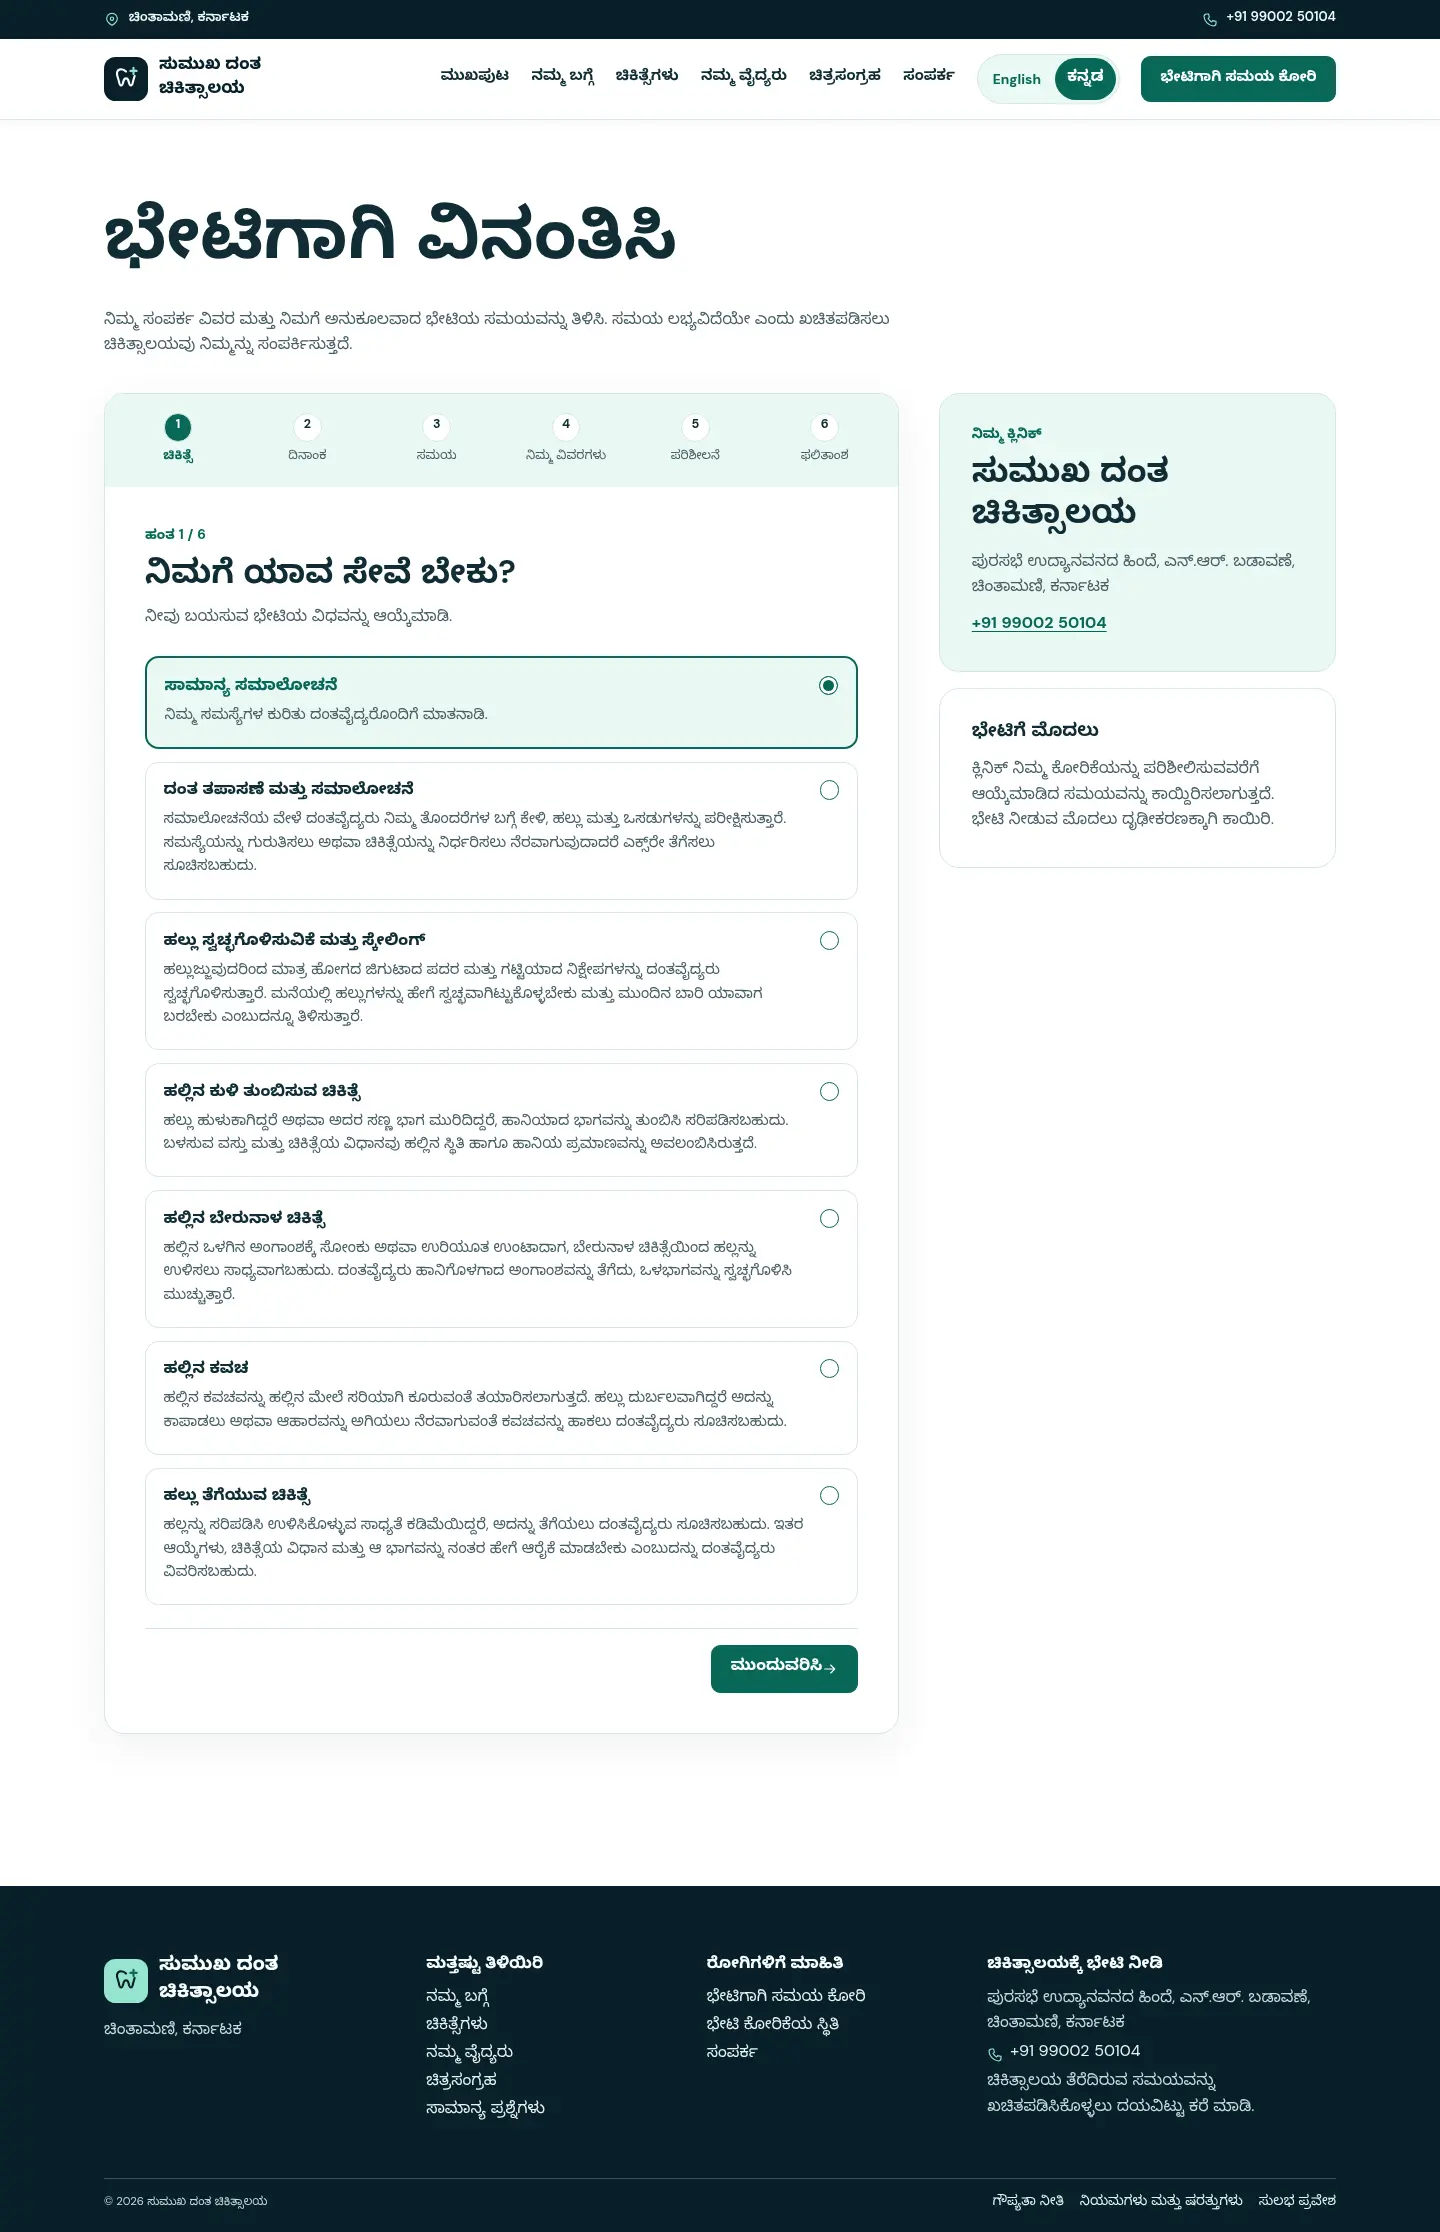 ಚಿಂತಾಮಣಿ, ಕರ್ನಾಟಕ
+91 99002 50104
ಸುಮುಖ ದಂತ
ಚಿಕಿತ್ಸಾಲಯ
ಮುಖಪುಟ
ನಮ್ಮ ಬಗ್ಗೆ
ಚಿಕಿತ್ಸೆಗಳು
ನಮ್ಮ ವೈದ್ಯರು
ಚಿತ್ರಸಂಗ್ರಹ
ಸಂಪರ್ಕ
English
ಕನ್ನಡ
ಭೇಟಿಗಾಗಿ ಸಮಯ ಕೋರಿ
ಭೇಟಿಗಾಗಿ ವಿನಂತಿಸಿ
ನಿಮ್ಮ ಸಂಪರ್ಕ ವಿವರ ಮತ್ತು ನಿಮಗೆ ಅನುಕೂಲವಾದ ಭೇಟಿಯ ಸಮಯವನ್ನು ತಿಳಿಸಿ. ಸಮಯ ಲಭ್ಯವಿದೆಯೇ ಎಂದು ಖಚಿತಪಡಿಸಲು
ಚಿಕಿತ್ಸಾಲಯವು ನಿಮ್ಮನ್ನು ಸಂಪರ್ಕಿಸುತ್ತದೆ.
1
ಚಿಕಿತ್ಸೆ
2
ದಿನಾಂಕ
3
ಸಮಯ
4
ನಿಮ್ಮ ವಿವರಗಳು
5
ಪರಿಶೀಲನೆ
6
ಫಲಿತಾಂಶ
ಹಂತ 1 / 6
ನಿಮಗೆ ಯಾವ ಸೇವೆ ಬೇಕು?
ನೀವು ಬಯಸುವ ಭೇಟಿಯ ವಿಧವನ್ನು ಆಯ್ಕೆಮಾಡಿ.
ಸಾಮಾನ್ಯ ಸಮಾಲೋಚನೆ
ನಿಮ್ಮ ಸಮಸ್ಯೆಗಳ ಕುರಿತು ದಂತವೈದ್ಯರೊಂದಿಗೆ ಮಾತನಾಡಿ.
ದಂತ ತಪಾಸಣೆ ಮತ್ತು ಸಮಾಲೋಚನೆ
ಸಮಾಲೋಚನೆಯ ವೇಳೆ ದಂತವೈದ್ಯರು ನಿಮ್ಮ ತೊಂದರೆಗಳ ಬಗ್ಗೆ ಕೇಳಿ, ಹಲ್ಲು ಮತ್ತು ಒಸಡುಗಳನ್ನು ಪರೀಕ್ಷಿಸುತ್ತಾರೆ.
ಸಮಸ್ಯೆಯನ್ನು ಗುರುತಿಸಲು ಅಥವಾ ಚಿಕಿತ್ಸೆಯನ್ನು ನಿರ್ಧರಿಸಲು ನೆರವಾಗುವುದಾದರೆ ಎಕ್ಸ್‌ರೇ ತೆಗೆಸಲು
ಸೂಚಿಸಬಹುದು.
ಹಲ್ಲು ಸ್ವಚ್ಛಗೊಳಿಸುವಿಕೆ ಮತ್ತು ಸ್ಕೇಲಿಂಗ್
ಹಲ್ಲುಜ್ಜುವುದರಿಂದ ಮಾತ್ರ ಹೋಗದ ಜಿಗುಟಾದ ಪದರ ಮತ್ತು ಗಟ್ಟಿಯಾದ ನಿಕ್ಷೇಪಗಳನ್ನು ದಂತವೈದ್ಯರು
ಸ್ವಚ್ಛಗೊಳಿಸುತ್ತಾರೆ. ಮನೆಯಲ್ಲಿ ಹಲ್ಲುಗಳನ್ನು ಹೇಗೆ ಸ್ವಚ್ಛವಾಗಿಟ್ಟುಕೊಳ್ಳಬೇಕು ಮತ್ತು ಮುಂದಿನ ಬಾರಿ ಯಾವಾಗ
ಬರಬೇಕು ಎಂಬುದನ್ನೂ ತಿಳಿಸುತ್ತಾರೆ.
ಹಲ್ಲಿನ ಕುಳಿ ತುಂಬಿಸುವ ಚಿಕಿತ್ಸೆ
ಹಲ್ಲು ಹುಳುಕಾಗಿದ್ದರೆ ಅಥವಾ ಅದರ ಸಣ್ಣ ಭಾಗ ಮುರಿದಿದ್ದರೆ, ಹಾನಿಯಾದ ಭಾಗವನ್ನು ತುಂಬಿಸಿ ಸರಿಪಡಿಸಬಹುದು.
ಬಳಸುವ ವಸ್ತು ಮತ್ತು ಚಿಕಿತ್ಸೆಯ ವಿಧಾನವು ಹಲ್ಲಿನ ಸ್ಥಿತಿ ಹಾಗೂ ಹಾನಿಯ ಪ್ರಮಾಣವನ್ನು ಅವಲಂಬಿಸಿರುತ್ತದೆ.
ಹಲ್ಲಿನ ಬೇರುನಾಳ ಚಿಕಿತ್ಸೆ
ಹಲ್ಲಿನ ಒಳಗಿನ ಅಂಗಾಂಶಕ್ಕೆ ಸೋಂಕು ಅಥವಾ ಉರಿಯೂತ ಉಂಟಾದಾಗ, ಬೇರುನಾಳ ಚಿಕಿತ್ಸೆಯಿಂದ ಹಲ್ಲನ್ನು
ಉಳಿಸಲು ಸಾಧ್ಯವಾಗಬಹುದು. ದಂತವೈದ್ಯರು ಹಾನಿಗೊಳಗಾದ ಅಂಗಾಂಶವನ್ನು ತೆಗೆದು, ಒಳಭಾಗವನ್ನು ಸ್ವಚ್ಛಗೊಳಿಸಿ
ಮುಚ್ಚುತ್ತಾರೆ.
ಹಲ್ಲಿನ ಕವಚ
ಹಲ್ಲಿನ ಕವಚವನ್ನು ಹಲ್ಲಿನ ಮೇಲೆ ಸರಿಯಾಗಿ ಕೂರುವಂತೆ ತಯಾರಿಸಲಾಗುತ್ತದೆ. ಹಲ್ಲು ದುರ್ಬಲವಾಗಿದ್ದರೆ ಅದನ್ನು
ಕಾಪಾಡಲು ಅಥವಾ ಆಹಾರವನ್ನು ಅಗಿಯಲು ನೆರವಾಗುವಂತೆ ಕವಚವನ್ನು ಹಾಕಲು ದಂತವೈದ್ಯರು ಸೂಚಿಸಬಹುದು.
ಹಲ್ಲು ತೆಗೆಯುವ ಚಿಕಿತ್ಸೆ
ಹಲ್ಲನ್ನು ಸರಿಪಡಿಸಿ ಉಳಿಸಿಕೊಳ್ಳುವ ಸಾಧ್ಯತೆ ಕಡಿಮೆಯಿದ್ದರೆ, ಅದನ್ನು ತೆಗೆಯಲು ದಂತವೈದ್ಯರು ಸೂಚಿಸಬಹುದು. ಇತರ
ಆಯ್ಕೆಗಳು, ಚಿಕಿತ್ಸೆಯ ವಿಧಾನ ಮತ್ತು ಆ ಭಾಗವನ್ನು ನಂತರ ಹೇಗೆ ಆರೈಕೆ ಮಾಡಬೇಕು ಎಂಬುದನ್ನು ದಂತವೈದ್ಯರು
ವಿವರಿಸಬಹುದು.
ಮುಂದುವರಿಸಿ
ನಿಮ್ಮ ಕ್ಲಿನಿಕ್
ಸುಮುಖ ದಂತ
ಚಿಕಿತ್ಸಾಲಯ
ಪುರಸಭೆ ಉದ್ಯಾನವನದ ಹಿಂದೆ, ಎನ್.ಆರ್. ಬಡಾವಣೆ,
ಚಿಂತಾಮಣಿ, ಕರ್ನಾಟಕ
+91 99002 50104
ಭೇಟಿಗೆ ಮೊದಲು
ಕ್ಲಿನಿಕ್ ನಿಮ್ಮ ಕೋರಿಕೆಯನ್ನು ಪರಿಶೀಲಿಸುವವರೆಗೆ
ಆಯ್ಕೆಮಾಡಿದ ಸಮಯವನ್ನು ಕಾಯ್ದಿರಿಸಲಾಗುತ್ತದೆ.
ಭೇಟಿ ನೀಡುವ ಮೊದಲು ದೃಢೀಕರಣಕ್ಕಾಗಿ ಕಾಯಿರಿ.
ಸುಮುಖ ದಂತ
ಚಿಕಿತ್ಸಾಲಯ
ಚಿಂತಾಮಣಿ, ಕರ್ನಾಟಕ
ಮತ್ತಷ್ಟು ತಿಳಿಯಿರಿ
ನಮ್ಮ ಬಗ್ಗೆ
ಚಿಕಿತ್ಸೆಗಳು
ನಮ್ಮ ವೈದ್ಯರು
ಚಿತ್ರಸಂಗ್ರಹ
ಸಾಮಾನ್ಯ ಪ್ರಶ್ನೆಗಳು
ರೋಗಿಗಳಿಗೆ ಮಾಹಿತಿ
ಭೇಟಿಗಾಗಿ ಸಮಯ ಕೋರಿ
ಭೇಟಿ ಕೋರಿಕೆಯ ಸ್ಥಿತಿ
ಸಂಪರ್ಕ
ಚಿಕಿತ್ಸಾಲಯಕ್ಕೆ ಭೇಟಿ ನೀಡಿ
ಪುರಸಭೆ ಉದ್ಯಾನವನದ ಹಿಂದೆ, ಎನ್.ಆರ್. ಬಡಾವಣೆ,
ಚಿಂತಾಮಣಿ, ಕರ್ನಾಟಕ
+91 99002 50104
ಚಿಕಿತ್ಸಾಲಯ ತೆರೆದಿರುವ ಸಮಯವನ್ನು
ಖಚಿತಪಡಿಸಿಕೊಳ್ಳಲು ದಯವಿಟ್ಟು ಕರೆ ಮಾಡಿ.
© 2026 ಸುಮುಖ ದಂತ ಚಿಕಿತ್ಸಾಲಯ
ಗೌಪ್ಯತಾ ನೀತಿ
ನಿಯಮಗಳು ಮತ್ತು ಷರತ್ತುಗಳು
ಸುಲಭ ಪ್ರವೇಶ